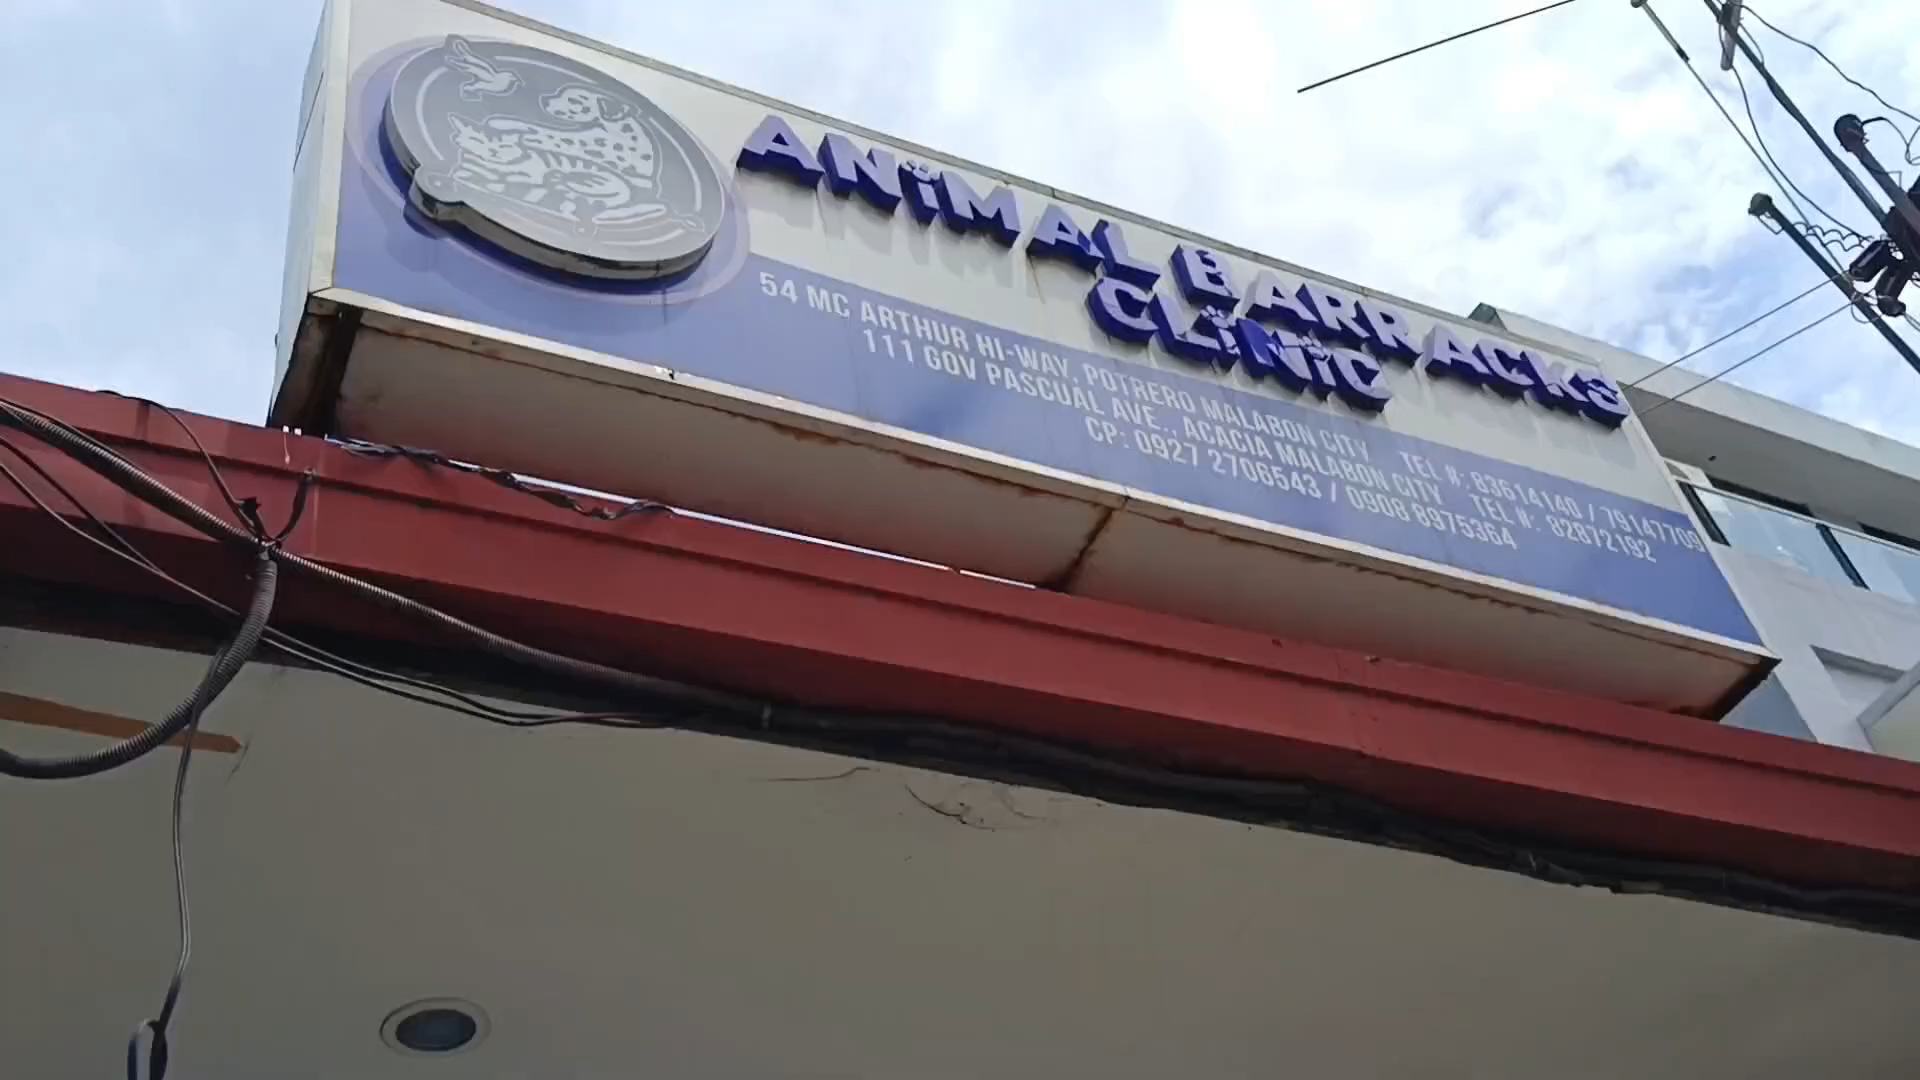 ANiMAL BARRACKS
CLiNiC
54 MC ARTHUR HI-WAY, POTRERO MALABON CITY TEL #: 83614140 / 79147709
111 GOV PASCUAL AVE., ACACIA MALABON CITY TEL #: 82872192
CP: 0927 2706543 / 0908 8975364